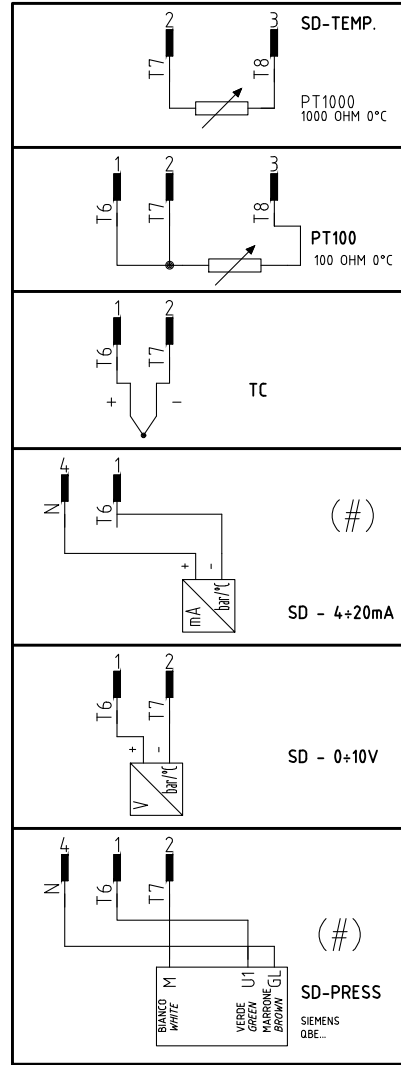 2 3 SD-TEMP.
T7 T8
PT1000
1000 OHM 0°C
1 2 3
T6 T7 T8
PT100
100 OHM 0°C
1 2
T6 T7
+ - TC
4 1
N T6 (#)
+ -
mA bar/°C
SD - 4÷20mA
1 2
T6 T7
+ -
V bar/°C
SD - 0÷10V
4 1 2
N T6 T7
(#)
M U1 GL
BIANCO VERDE MARRONE
WHITE GREEN BROWN
SD-PRESS
SIEMENS
QBE...